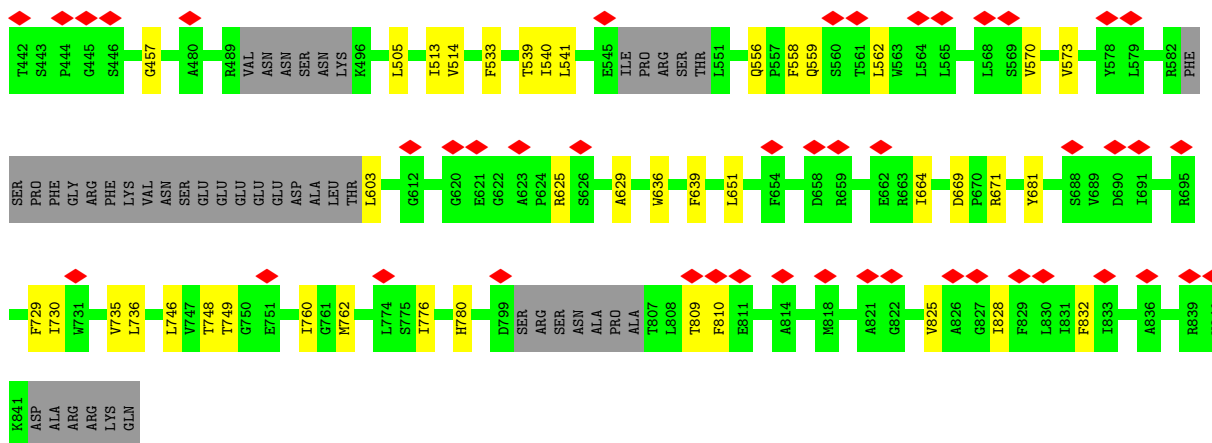 T442 S443 P444 G445 S446 G457 A480 R489 VAL ASN ASN SER ASN LYS K496 L505 I513 V514 F533 T539 I540 L541 E545 ILE PRO ARG SER THR L551 Q556 P557 F558 Q559 S560 T561 L562 W563 L564 L565 L568 S569 V570 V573 Y578 L579 R582 PHE
SER PRO PHE GLY ARG PHE LYS VAL ASN SER GLU GLU GLU GLU GLU ASP ALA LEU THR L603 G612 G620 E621 G622 A623 P624 R625 S626 A629 W636 F639 L651 F654 D658 R659 E662 R663 I664 D669 P670 R671 Y681 S688 V689 D690 I691 R695
F729 I730 W731 V735 L736 L746 V747 T748 T749 G750 E751 I760 G761 M762 L774 S775 I776 H780 D799 SER ARG SER ASN ALA PRO ALA T807 L808 T809 F810 E811 A814 M818 A821 G822 V825 A826 G827 I828 F829 L830 I831 F832 I833 A836 R839
K841 ASP ALA ARG ARG LYS GLN